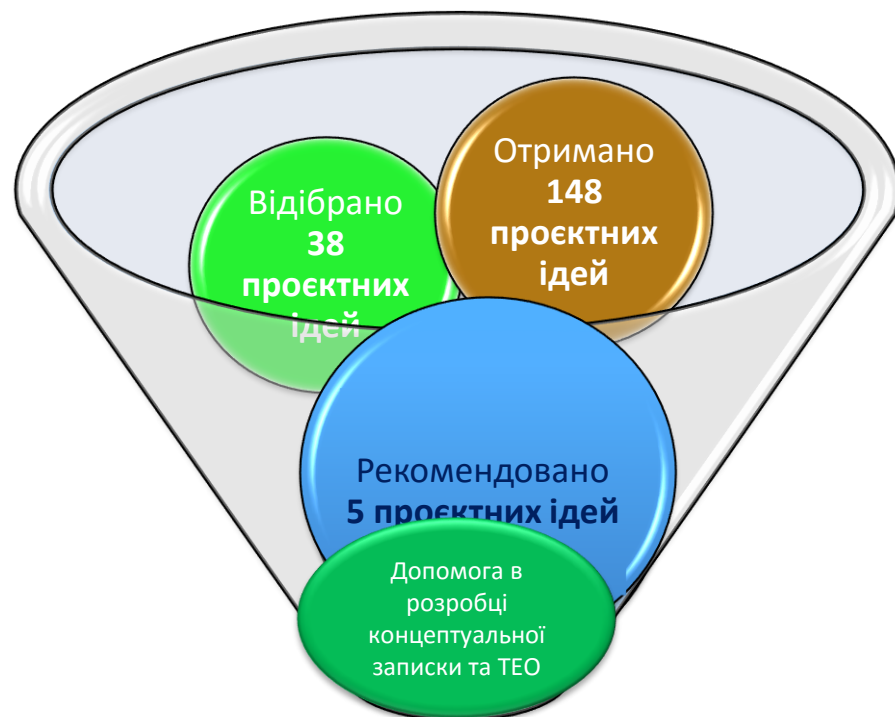 Отримано
148
проєктних
ідей
Відібрано
38
проєктних
ідей
Рекомендовано
5 проєктних ідей
Допомога в
розробці
концептуальної
записки та ТЕО